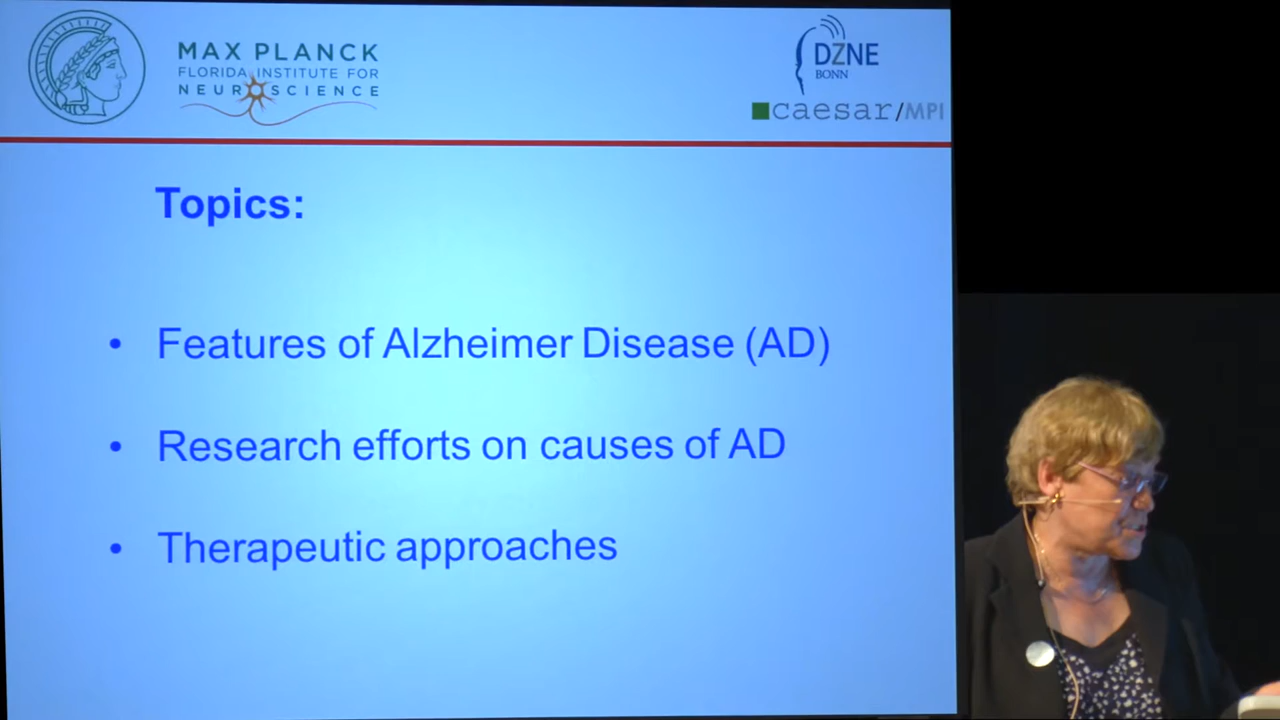 MAX PLANCK
FLORIDA INSTITUTE FOR
NEUROSCIENCE
DZNE
BONN
caesar/MPI
Topics:
• Features of Alzheimer Disease (AD)
• Research efforts on causes of AD
• Therapeutic approaches